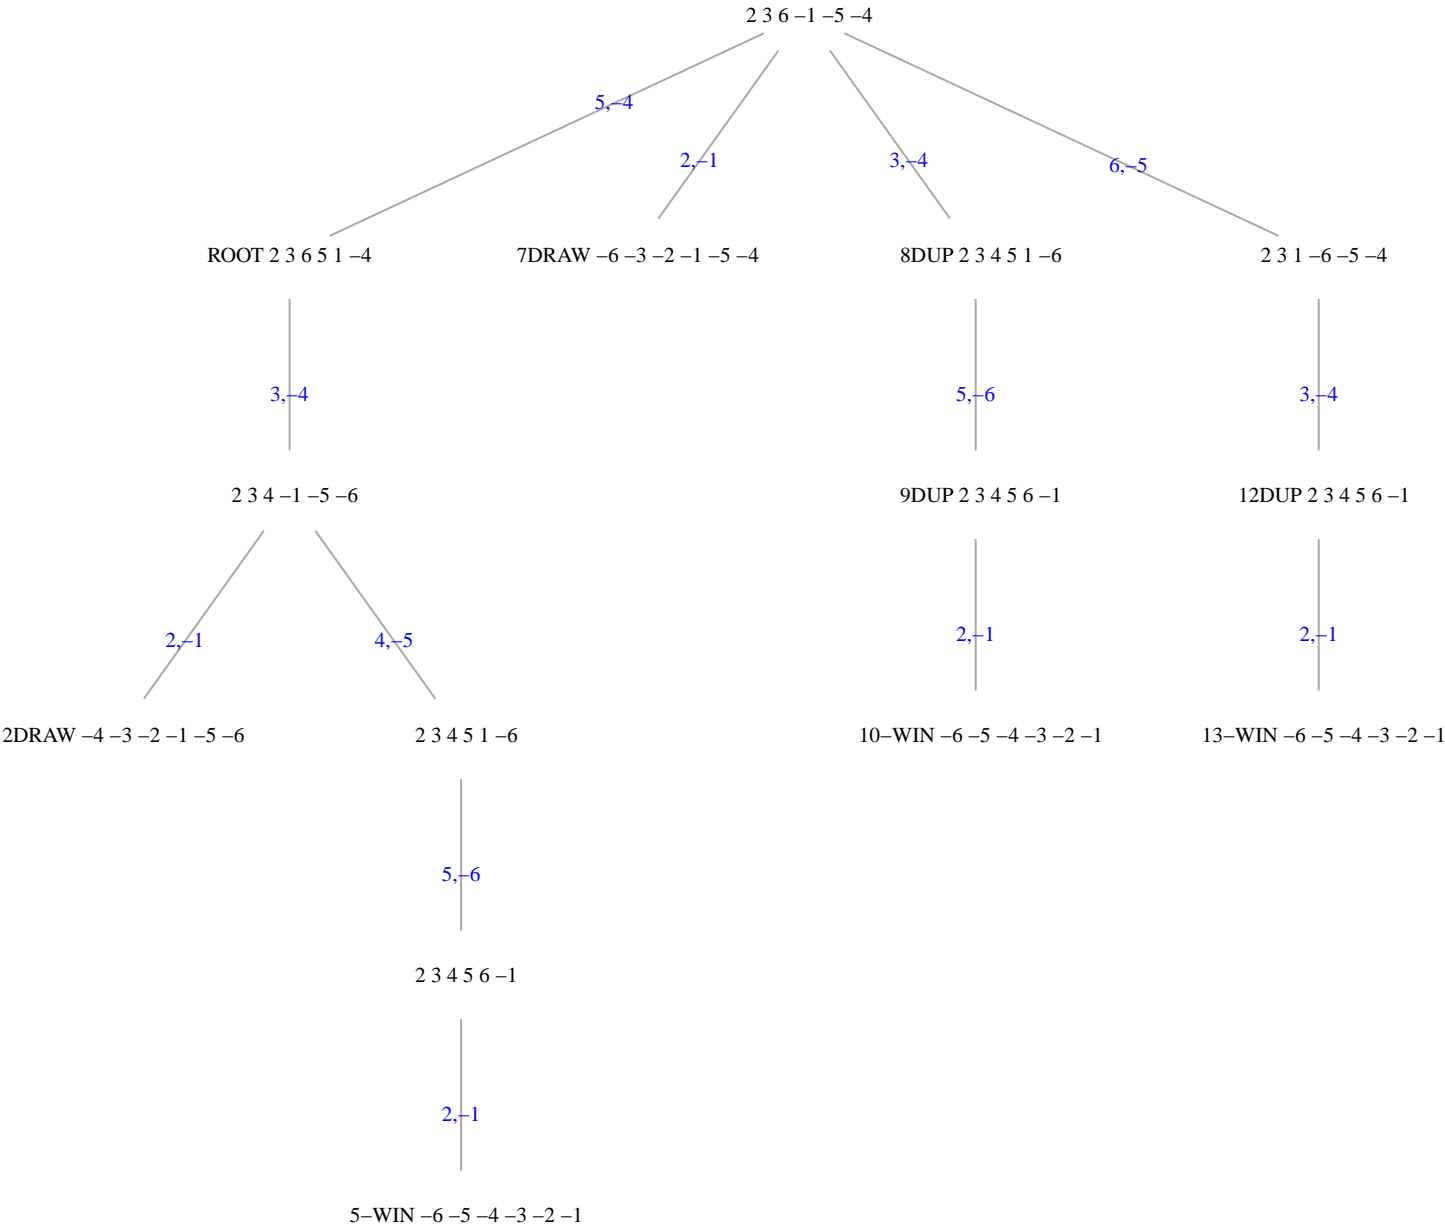 2 3 6 –1 –5 –4
5,–4
2,–1
3,–4
6,–5
ROOT 2 3 6 5 1 –4
7DRAW –6 –3 –2 –1 –5 –4
8DUP 2 3 4 5 1 –6
2 3 1 –6 –5 –4
3,–4
5,–6
3,–4
2 3 4 –1 –5 –6
9DUP 2 3 4 5 6 –1
12DUP 2 3 4 5 6 –1
2,–1
4,–5
2,–1
2,–1
2DRAW –4 –3 –2 –1 –5 –6
2 3 4 5 1 –6
10–WIN –6 –5 –4 –3 –2 –1
13–WIN –6 –5 –4 –3 –2 –1
5,–6
2 3 4 5 6 –1
2,–1
5–WIN –6 –5 –4 –3 –2 –1